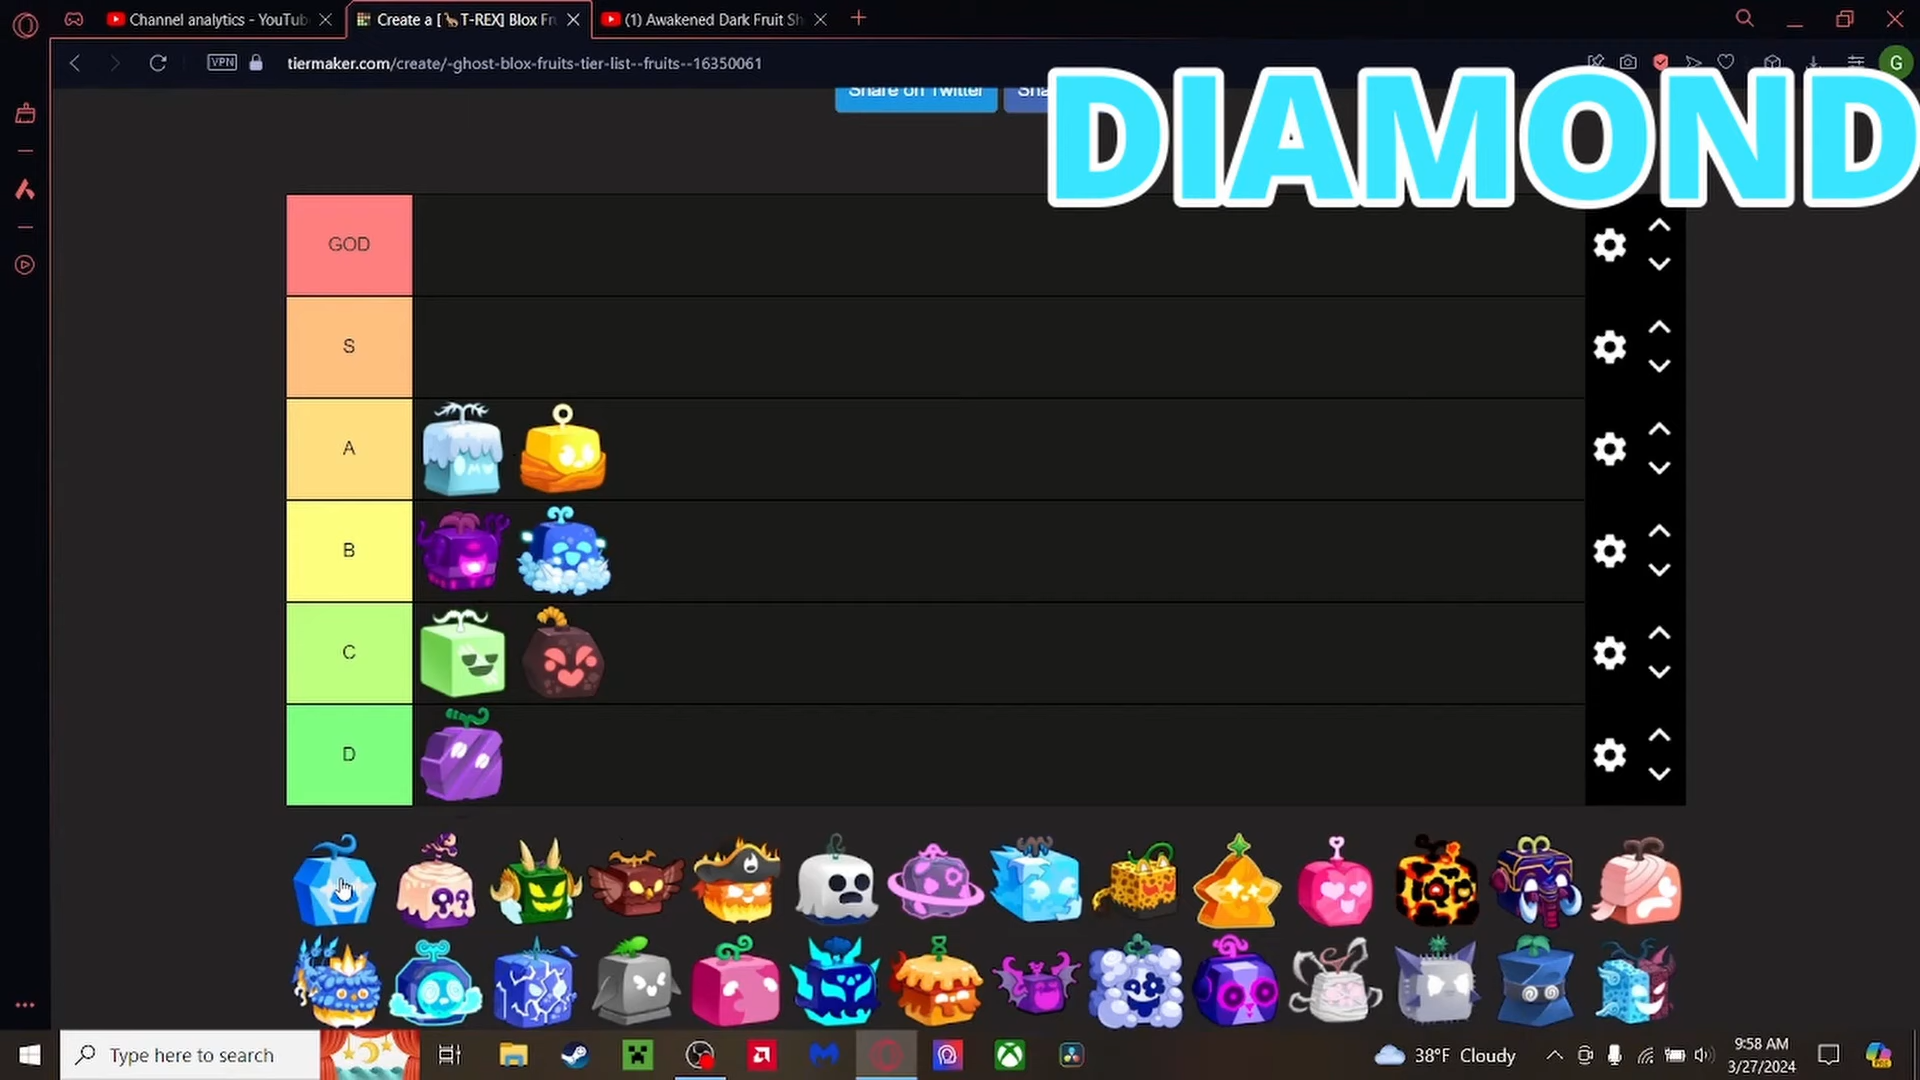 Channel analytics - YouTub
Create a [🦖T-REX] Blox Fr
(1) Awakened Dark Fruit Sh
VPN
tiermaker.com/create/-ghost-blox-fruits-tier-list--fruits--16350061
G
Share on Twitter
Sha
DIAMOND
GOD
S
A
B
C
D
Type here to search
38°F Cloudy
9:58 AM
3/27/2024